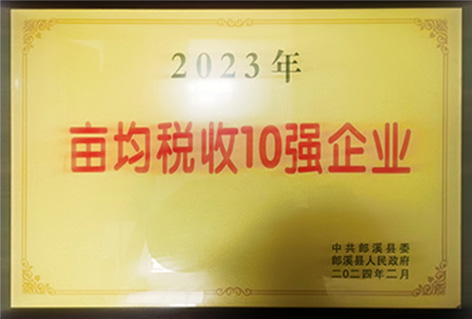 2023年
亩均税收10强企业
中共郎溪县委
郎溪县人民政府
二〇二四年二月